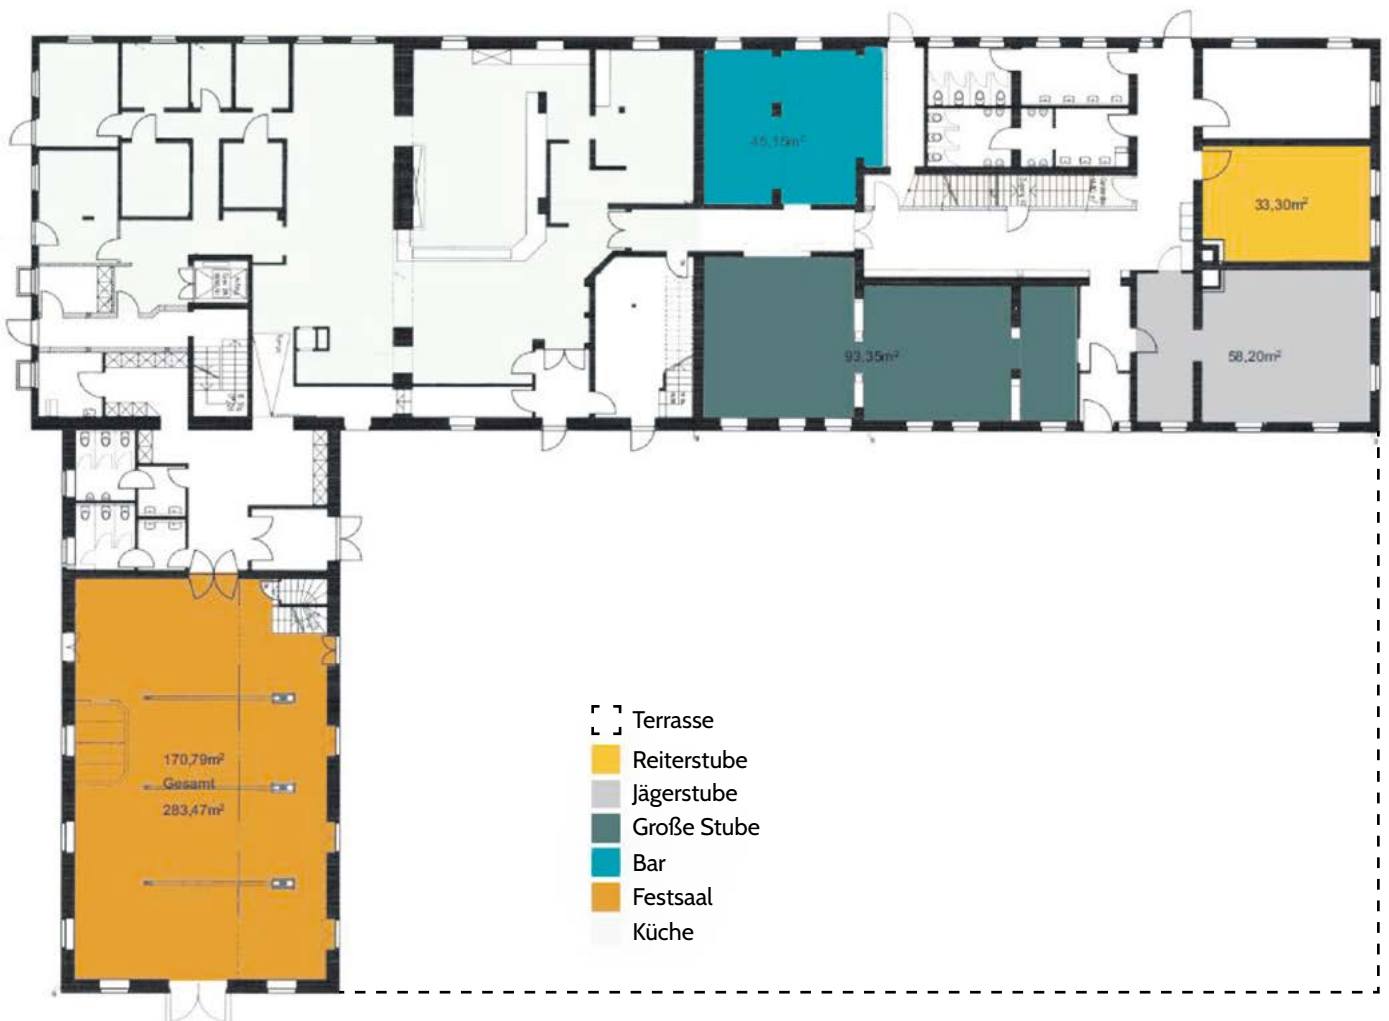 45,15m²
33,30m²
93,35m²
58,20m²
170,79m²
Gesamt
283,47m²
Terrasse
Reiterstube
Jägerstube
Große Stube
Bar
Festsaal
Küche